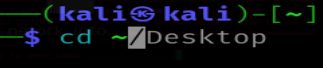 ──(kali㉿kali)-[~]
─$ cd ~/Desktop